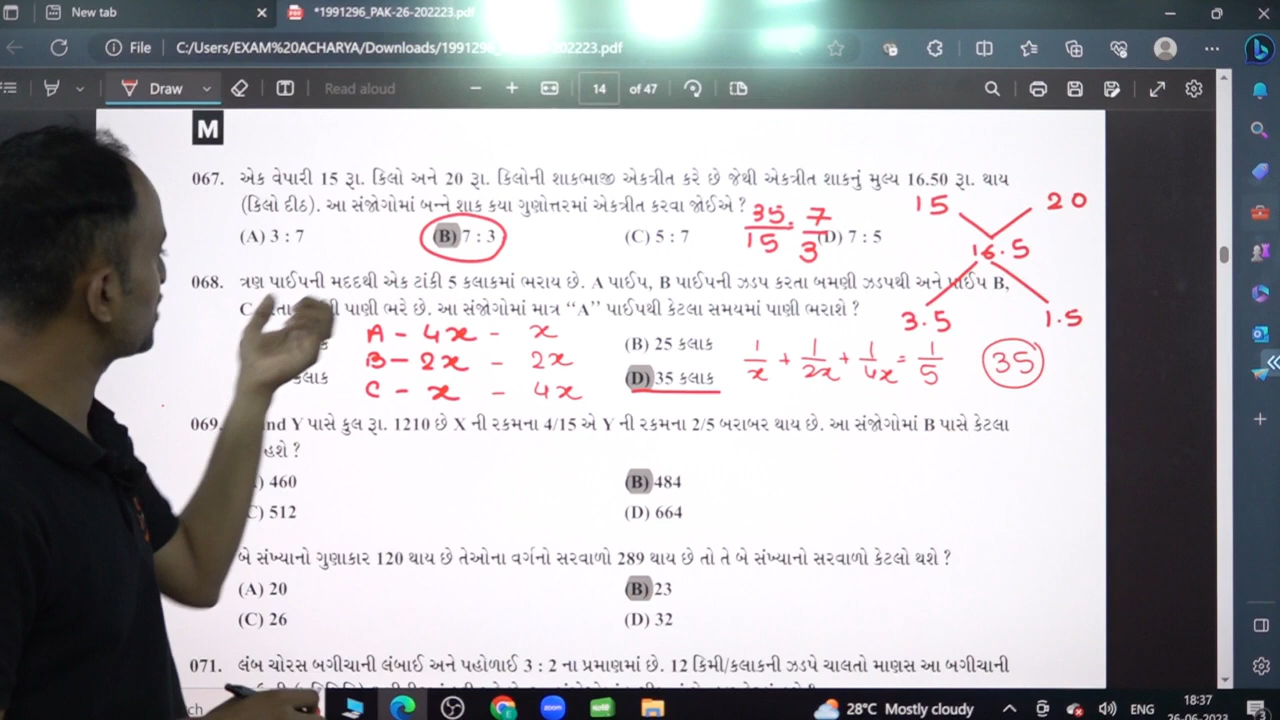 New tab
*1991296_PAK-26-202223.pdf
File C:/Users/EXAM%20ACHARYA/Downloads/1991296 202223.pdf
Draw Read aloud 14 of 47
M
067. એક વેપારી 15 રૂા. કિલો અને 20 રૂા. કિલોની શાકભાજી એકત્રીત કરે છે જેથી એકત્રીત શાકનું મુલ્ય 16.50 રૂા. થાય
(કિલો દીઠ). આ સંજોગોમાં બન્ને શાક કયા ગુણોત્તરમાં એકત્રીત કરવા જોઈએ ?
(A) 3 : 7 (B) 7 : 3 (C) 5 : 7 (D) 7 : 5
35 7
15 3
15 20
16.5
3.5 1.5
068. ત્રણ પાઈપની મદદથી એક ટાંકી 5 કલાકમાં ભરાય છે. A પાઈપ, B પાઈપની ઝડપ કરતા બમણી ઝડપથી અને પાઈપ B,
C પાણી ભરે છે. આ સંજોગોમાં માત્ર “A” પાઈપથી કેટલા સમયમાં પાણી ભરાશે ?
(B) 25 કલાક
કલાક (D) 35 કલાક
A - 4x - x
B - 2x - 2x
C - x - 4x
1/x + 1/2x + 1/4x = 1/5 35
069. nd Y પાસે કુલ રૂા. 1210 છે X ની રકમના 4/15 એ Y ની રકમના 2/5 બરાબર થાય છે. આ સંજોગોમાં B પાસે કેટલા
હશે ?
) 460 (B) 484
C) 512 (D) 664
બે સંખ્યાનો ગુણાકાર 120 થાય છે તેઓના વર્ગનો સરવાળો 289 થાય છે તો તે બે સંખ્યાનો સરવાળો કેટલો થશે ?
(A) 20 (B) 23
(C) 26 (D) 32
071. લંબ ચોરસ બગીચાની લંબાઈ અને પહોળાઈ 3 : 2 ના પ્રમાણમાં છે. 12 કિમી/કલાકની ઝડપે ચાલતો માણસ આ બગીચાની
rch zoom 28°C Mostly cloudy ENG 18:37
26-06-2023